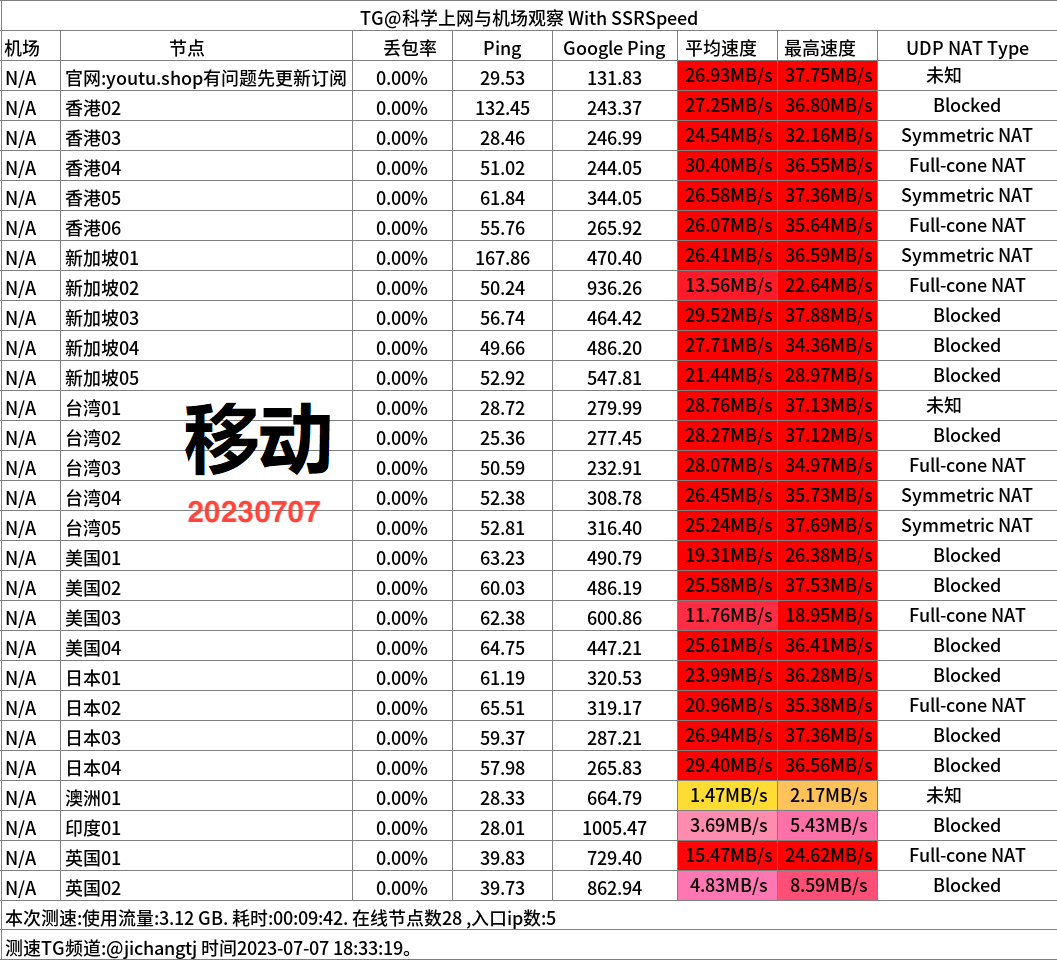 TG@科学上网与机场观察 With SSRSpeed
机场 节点 丢包率 Ping Google Ping 平均速度 最高速度 UDP NAT Type
N/A 官网:youtu.shop有问题先更新订阅 0.00% 29.53 131.83 26.93MB/s 37.75MB/s 未知
N/A 香港02 0.00% 132.45 243.37 27.25MB/s 36.80MB/s Blocked
N/A 香港03 0.00% 28.46 246.99 24.54MB/s 32.16MB/s Symmetric NAT
N/A 香港04 0.00% 51.02 244.05 30.40MB/s 36.55MB/s Full-cone NAT
N/A 香港05 0.00% 61.84 344.05 26.58MB/s 37.36MB/s Symmetric NAT
N/A 香港06 0.00% 55.76 265.92 26.07MB/s 35.64MB/s Full-cone NAT
N/A 新加坡01 0.00% 167.86 470.40 26.41MB/s 36.59MB/s Symmetric NAT
N/A 新加坡02 0.00% 50.24 936.26 13.56MB/s 22.64MB/s Full-cone NAT
N/A 新加坡03 0.00% 56.74 464.42 29.52MB/s 37.88MB/s Blocked
N/A 新加坡04 0.00% 49.66 486.20 27.71MB/s 34.36MB/s Blocked
N/A 新加坡05 0.00% 52.92 547.81 21.44MB/s 28.97MB/s Blocked
N/A 台湾01 0.00% 28.72 279.99 28.76MB/s 37.13MB/s 未知
N/A 台湾02 0.00% 25.36 277.45 28.27MB/s 37.12MB/s Blocked
移动
N/A 台湾03 0.00% 50.59 232.91 28.07MB/s 34.97MB/s Full-cone NAT
N/A 台湾04 0.00% 52.38 308.78 26.45MB/s 35.73MB/s Symmetric NAT
20230707
N/A 台湾05 0.00% 52.81 316.40 25.24MB/s 37.69MB/s Symmetric NAT
N/A 美国01 0.00% 63.23 490.79 19.31MB/s 26.38MB/s Blocked
N/A 美国02 0.00% 60.03 486.19 25.58MB/s 37.53MB/s Blocked
N/A 美国03 0.00% 62.38 600.86 11.76MB/s 18.95MB/s Full-cone NAT
N/A 美国04 0.00% 64.75 447.21 25.61MB/s 36.41MB/s Blocked
N/A 日本01 0.00% 61.19 320.53 23.99MB/s 36.28MB/s Blocked
N/A 日本02 0.00% 65.51 319.17 20.96MB/s 35.38MB/s Full-cone NAT
N/A 日本03 0.00% 59.37 287.21 26.94MB/s 37.36MB/s Blocked
N/A 日本04 0.00% 57.98 265.83 29.40MB/s 36.56MB/s Blocked
N/A 澳洲01 0.00% 28.33 664.79 1.47MB/s 2.17MB/s 未知
N/A 印度01 0.00% 28.01 1005.47 3.69MB/s 5.43MB/s Blocked
N/A 英国01 0.00% 39.83 729.40 15.47MB/s 24.62MB/s Full-cone NAT
N/A 英国02 0.00% 39.73 862.94 4.83MB/s 8.59MB/s Blocked
本次测速:使用流量:3.12 GB. 耗时:00:09:42. 在线节点数28 ,入口ip数:5
测速TG频道:@jichangtj 时间2023-07-07 18:33:19。